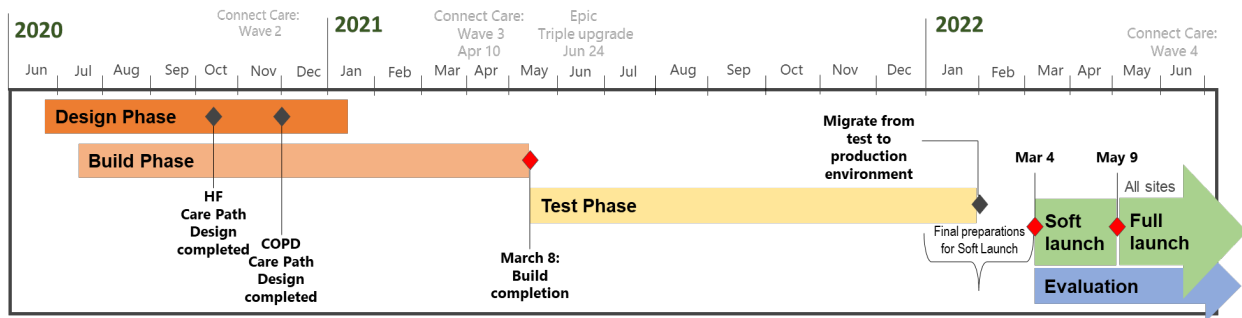 Connect Care:
Wave 2
Connect Care:
Wave 3
Apr 10
Epic
Triple upgrade
Jun 24
Connect Care:
Wave 4
2020
2021
2022
Jun Jul Aug Sep Oct Nov Dec Jan Feb Mar Apr May Jun Jul Aug Sep Oct Nov Dec Jan Feb Mar Apr May Jun
Design Phase
Build Phase
Test Phase
HF
Care Path
Design
completed
COPD
Care Path
Design
completed
March 8:
Build
completion
Migrate from
test to
production
environment
Final preparations
for Soft Launch
Mar 4
May 9
All sites
Soft
launch
Full
launch
Evaluation